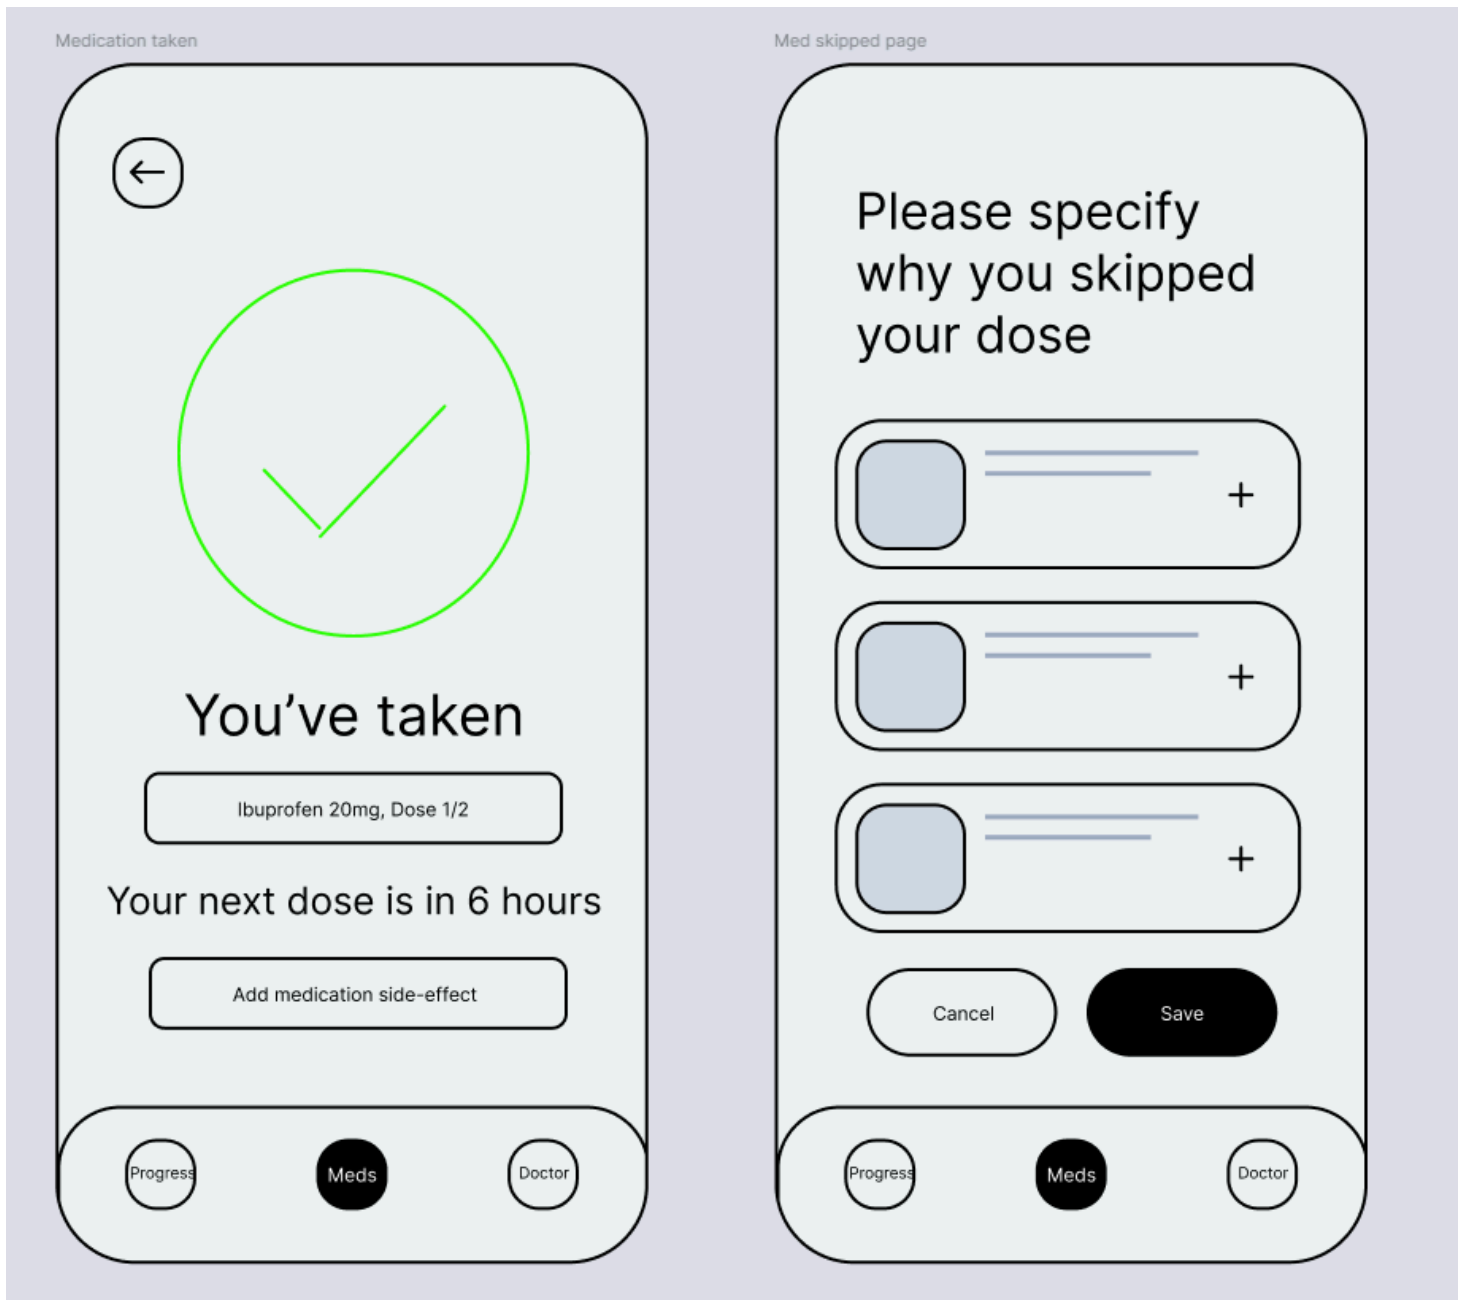 Medication taken
You've taken
Ibuprofen 20mg, Dose 1/2
Your next dose is in 6 hours
Add medication side-effect
Progress
Meds
Doctor
Med skipped page
Please specify
why you skipped
your dose
Cancel
Save
Progress
Meds
Doctor